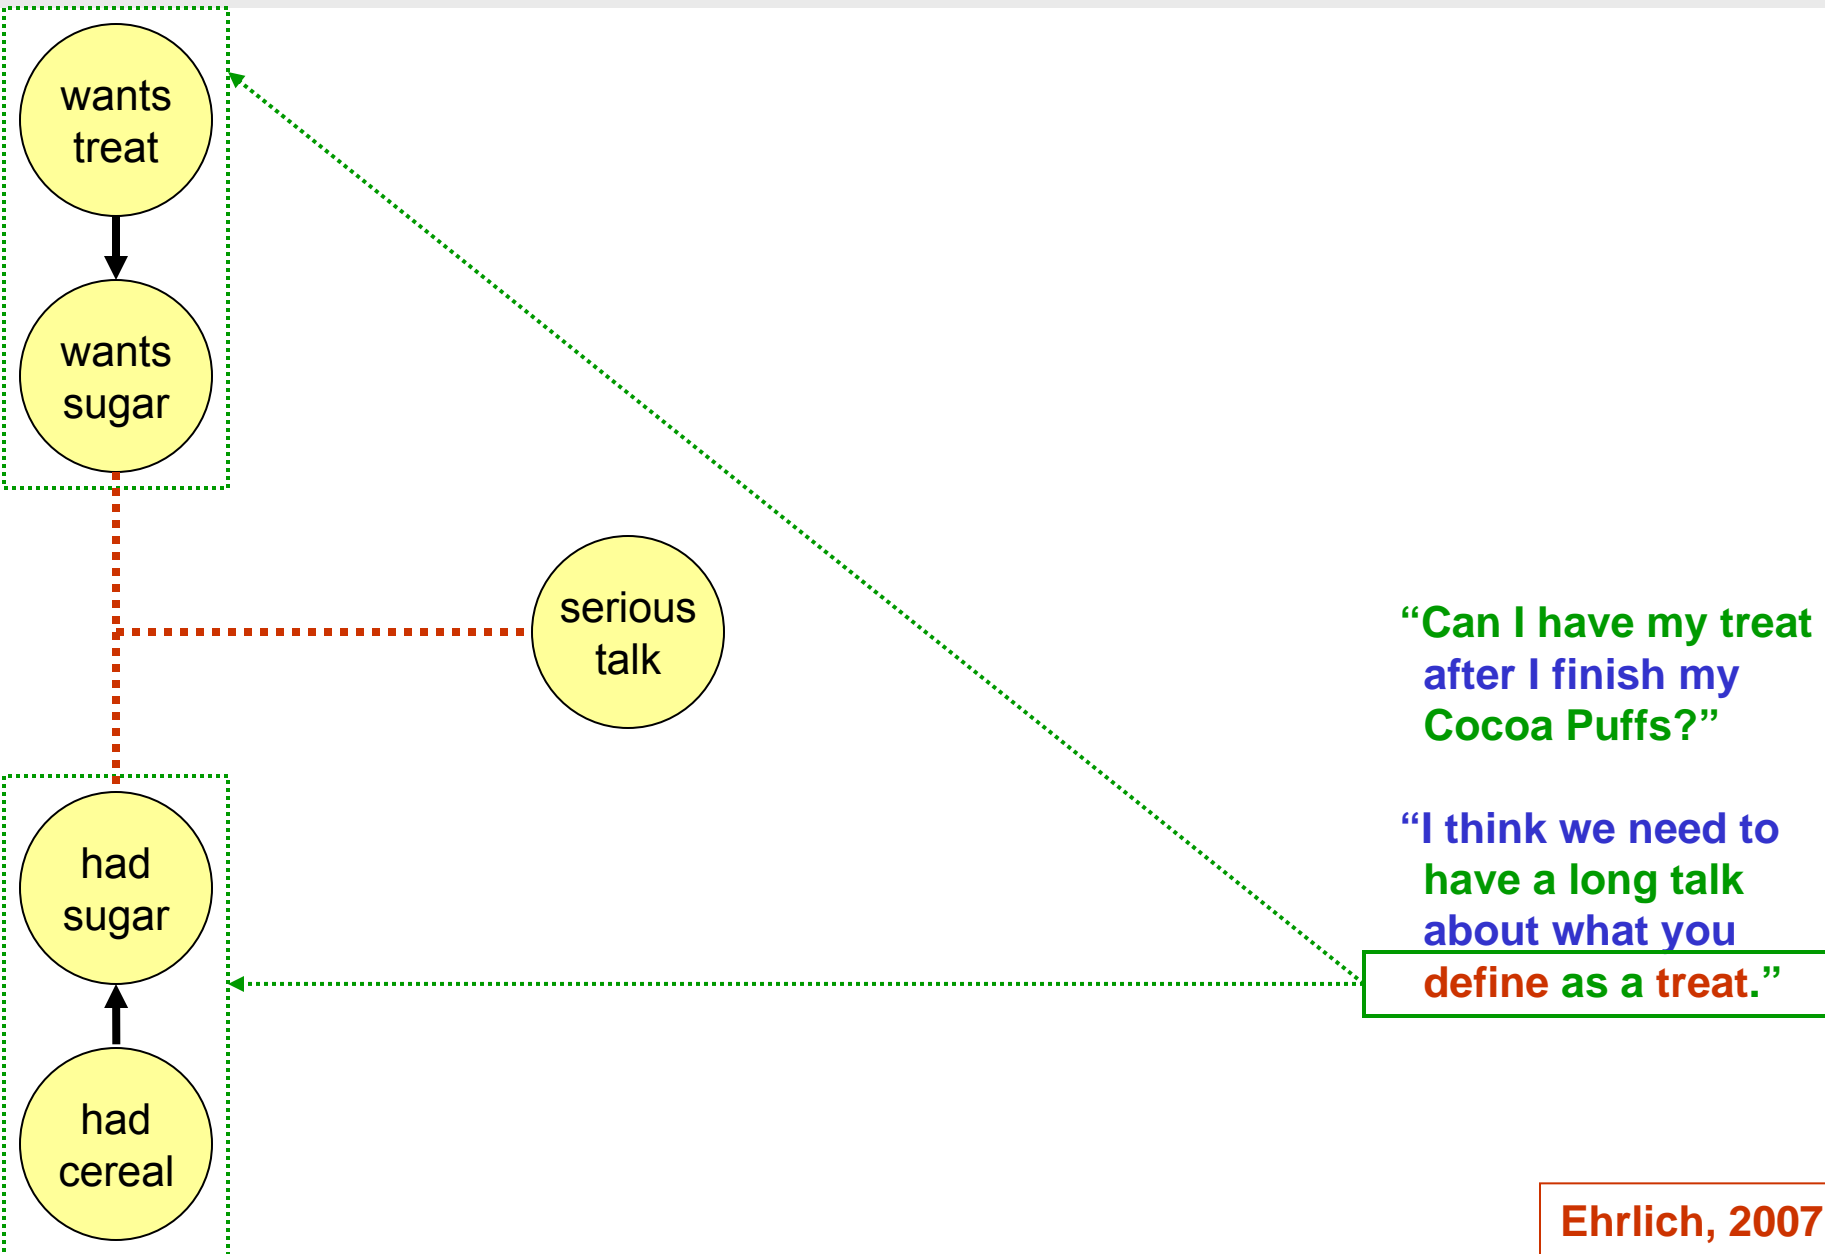 wants
treat
wants
sugar
serious
talk
had
sugar
had
cereal
“Can I have my treat
after I finish my
Cocoa Puffs?”
“I think we need to
have a long talk
about what you
define as a treat.”
Ehrlich, 2007